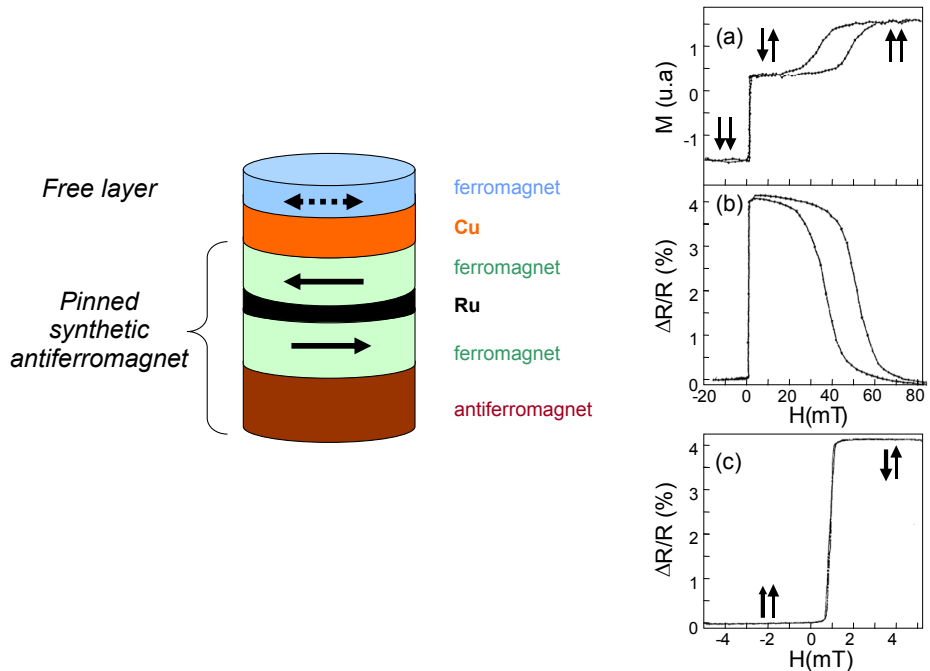 Free layer
Pinned
synthetic
antiferromagnet
ferromagnet
Cu
ferromagnet
Ru
ferromagnet
antiferromagnet
(a)
M (u.a)
1
0
-1
(b)
ΔR/R (%)
4
3
2
1
0
-20 0 20 40 60 80
H(mT)
(c)
ΔR/R (%)
4
3
2
1
0
-4 -2 0 2 4
H(mT)